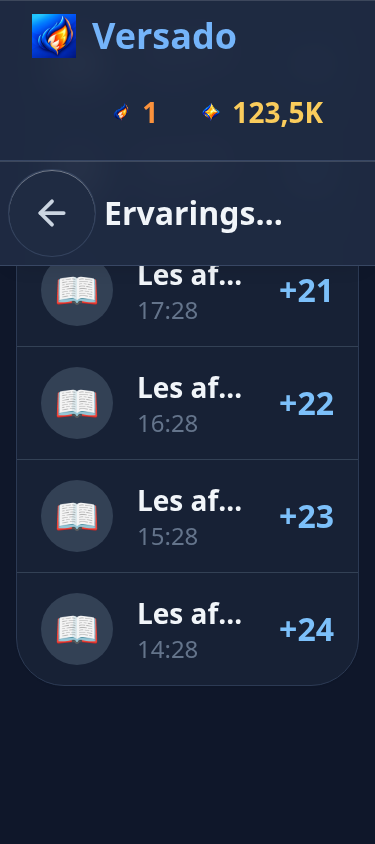 Versado
1
123,5K
Ervarings...
Les af...
+21
17:28
Les af...
+22
16:28
Les af...
+23
15:28
Les af...
+24
14:28